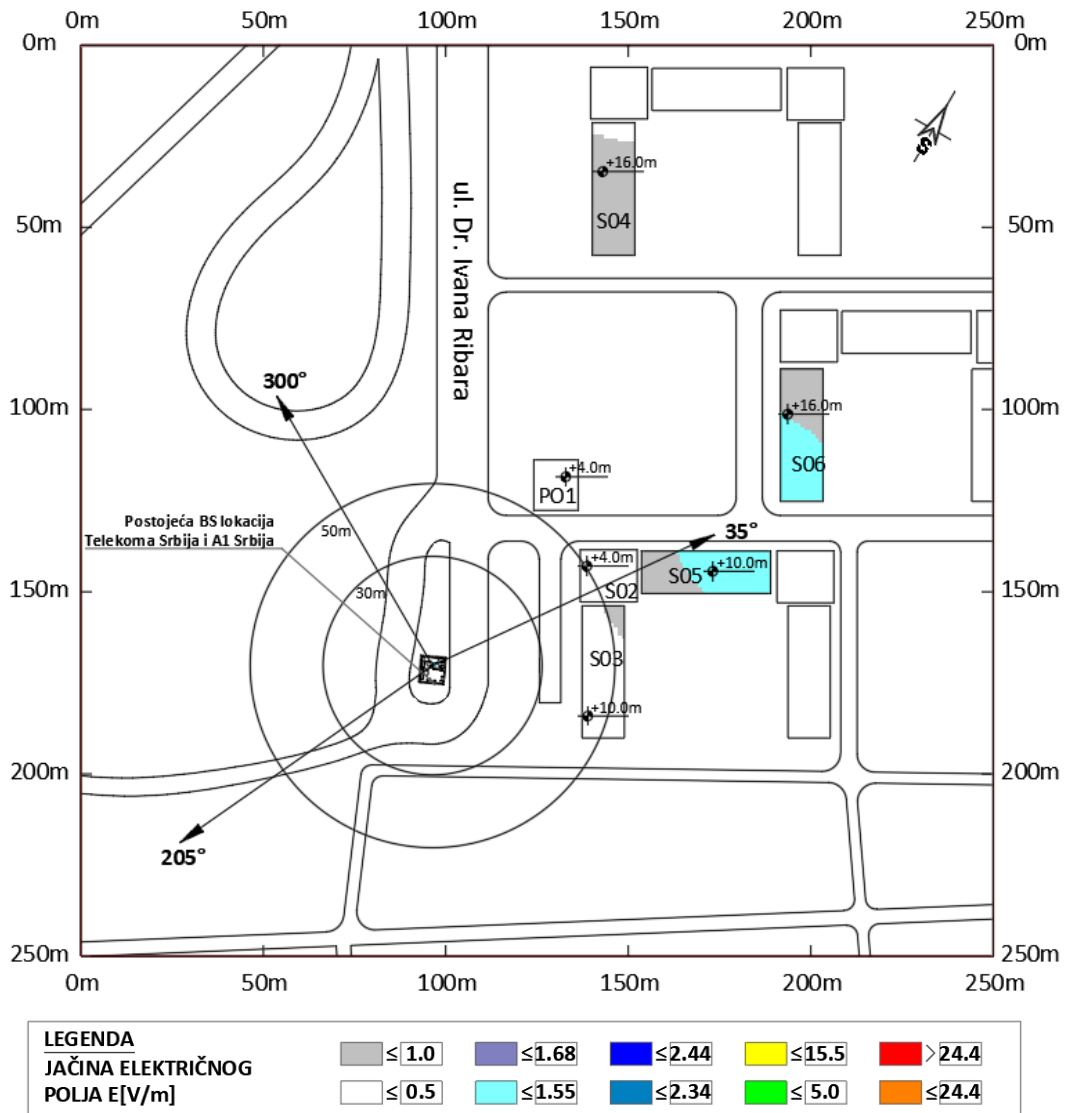 0m 50m 100m 150m 200m 250m
0m 0m
S
+16.0m
S04
ul. Dr. Ivana Ribara
50m 50m
300°
100m 100m
+16.0m
S06
+4.0m
PO1
Postojeća BS lokacija
Telekoma Srbija i A1 Srbija
50m
35°
30m
+4.0m
S02
S05
+10.0m
150m 150m
S03
+10.0m
200m 200m
205°
250m 250m
0m 50m 100m 150m 200m 250m
LEGENDA
JAČINA ELEKTRIČNOG
POLJA E[V/m]
≤ 1.0 ≤1.68 ≤2.44 ≤15.5 >24.4
≤ 0.5 ≤1.55 ≤2.34 ≤ 5.0 ≤24.4